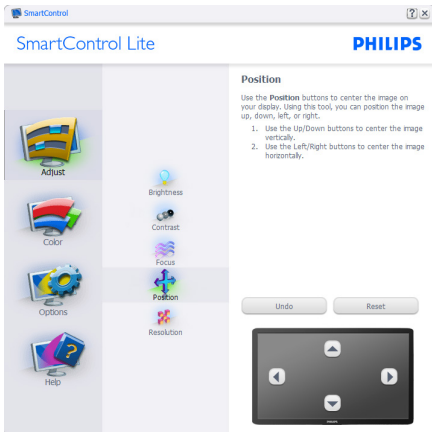 SmartControl
SmartControl Lite
PHILIPS
Adjust
Color
Options
Help
Brightness
Contrast
Focus
Position
Resolution
Position
Use the Position buttons to center the image on
your display. Using this tool, you can position the image
up, down, left, or right.
1. Use the Up/Down buttons to center the image
vertically.
2. Use the Left/Right buttons to center the image
horizontally.
Undo
Reset
PHILIPS